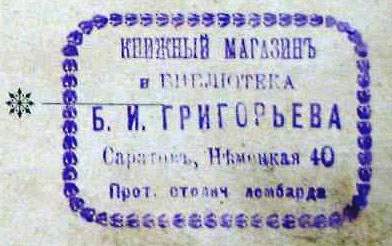 КНИЖНЫЙ МАГАЗИНЪ
и БИБЛІОТЕКА
Б. И. ГРИГОРЬЕВА
Саратовъ, Нѣмецкая 40
Прот. столич ломбарда